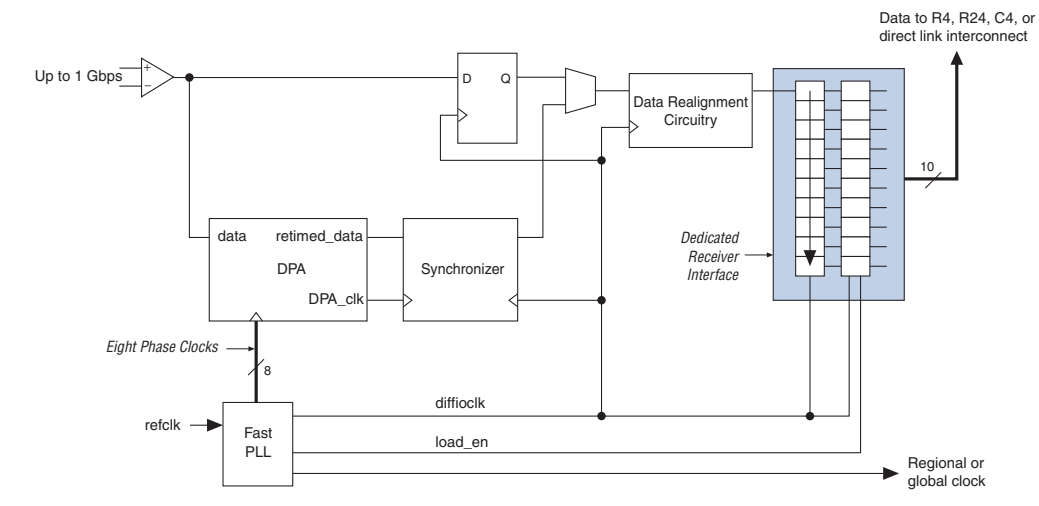 Data to R4, R24, C4, or
direct link interconnect
Up to 1 Gbps
+
–
D Q
Data Realignment
Circuitry
10
data retimed_data
DPA
DPA_clk
Synchronizer
Dedicated
Receiver
Interface
Eight Phase Clocks
8
diffioclk
refclk
Fast
PLL
load_en
Regional or
global clock